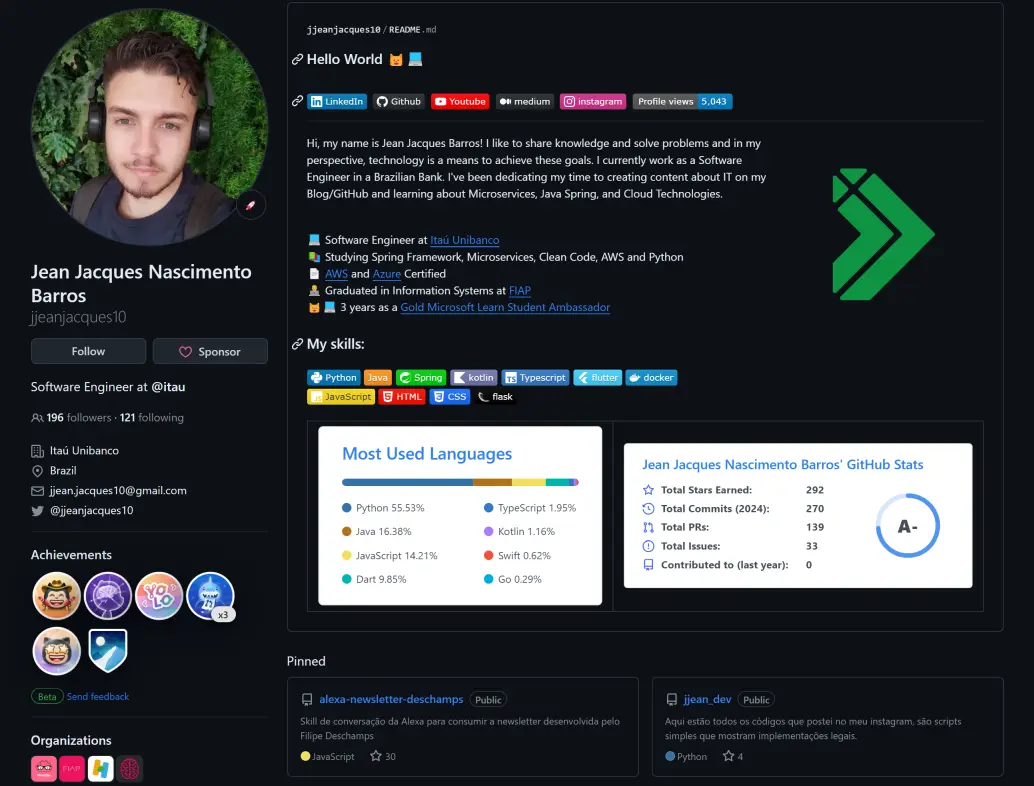 Jean Jacques Nascimento
Barros
jjeanjacques10
Follow
Sponsor
Software Engineer at @itau
196 followers · 121 following
Itaú Unibanco
Brazil
jjean.jacques10@gmail.com
@jjeanjacques10
Achievements
YOLO
x3
Beta Send feedback
Organizations
FIAP
jjeanjacques10/README.md
Hello World
LinkedIn Github Youtube medium instagram Profile views 5,043
Hi, my name is Jean Jacques Barros! I like to share knowledge and solve problems and in my
perspective, technology is a means to achieve these goals. I currently work as a Software
Engineer in a Brazilian Bank. I've been dedicating my time to creating content about IT on my
Blog/GitHub and learning about Microservices, Java Spring, and Cloud Technologies.
Software Engineer at Itaú Unibanco
Studying Spring Framework, Microservices, Clean Code, AWS and Python
AWS and Azure Certified
Graduated in Information Systems at FIAP
3 years as a Gold Microsoft Learn Student Ambassador
My skills:
Python Java Spring kotlin TS Typescript flutter docker
JavaScript HTML CSS flask
Most Used Languages
Python 55.53%
Java 16.38%
JavaScript 14.21%
Dart 9.85%
TypeScript 1.95%
Kotlin 1.16%
Swift 0.62%
Go 0.29%
Jean Jacques Nascimento Barros' GitHub Stats
Total Stars Earned: 292
Total Commits (2024): 270
Total PRs: 139
Total Issues: 33
Contributed to (last year): 0
A-
Pinned
alexa-newsletter-deschamps Public
Skill de conversação da Alexa para consumir a newsletter desenvolvida pelo
Filipe Deschamps
JavaScript 30
jjean_dev Public
Aqui estão todos os códigos que postei no meu instagram, são scripts
simples que mostram implementações legais.
Python 4